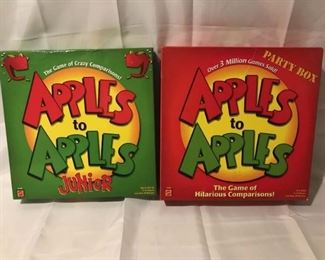 The Game of Crazy Comparisons!
APPLES
to
APPLES
JUNIOR
PARTY BOX
Over 3 Million Games Sold!
APPLES
to
APPLES
The Game of
Hilarious Comparisons!